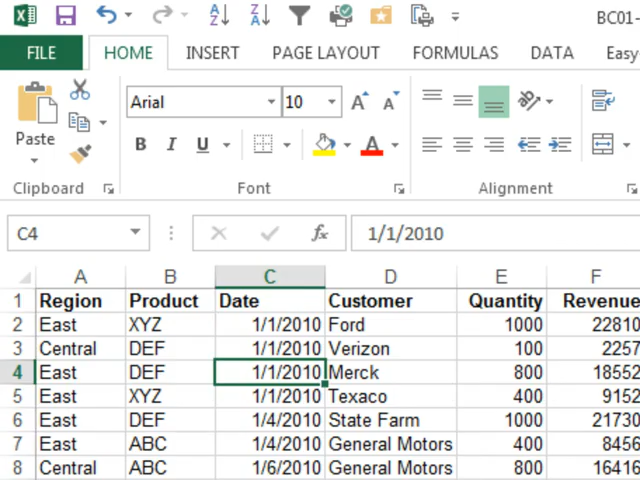 A Z Z A BC01-
FILE HOME INSERT PAGE LAYOUT FORMULAS DATA Easy-
Arial 10 A A
Paste B I U A
Clipboard Font Alignment
C4 fx 1/1/2010
A B C D E F
1 Region Product Date Customer Quantity Revenue
2 East XYZ 1/1/2010 Ford 1000 22810
3 Central DEF 1/1/2010 Verizon 100 2257
4 East DEF 1/1/2010 Merck 800 18552
5 East XYZ 1/1/2010 Texaco 400 9152
6 East DEF 1/4/2010 State Farm 1000 21730
7 East ABC 1/4/2010 General Motors 400 8456
8 Central ABC 1/6/2010 General Motors 800 16416